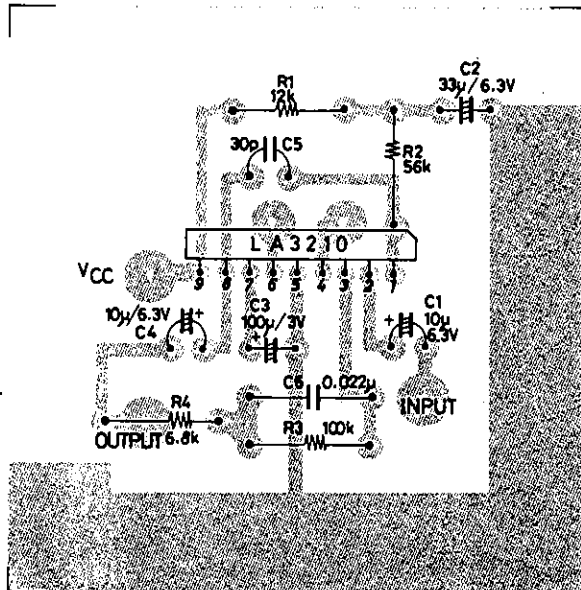 C2
33μ/6.3V
R1
12k
30p C5
R2
56k
LA3210
VCC
9 8 7 6 5 4 3 2 1
10μ/6.3V
C4
C3
100μ/3V
C1
10μ
6.3V
C6 0.022μ
INPUT
R4
6.8k
OUTPUT
R3 100k